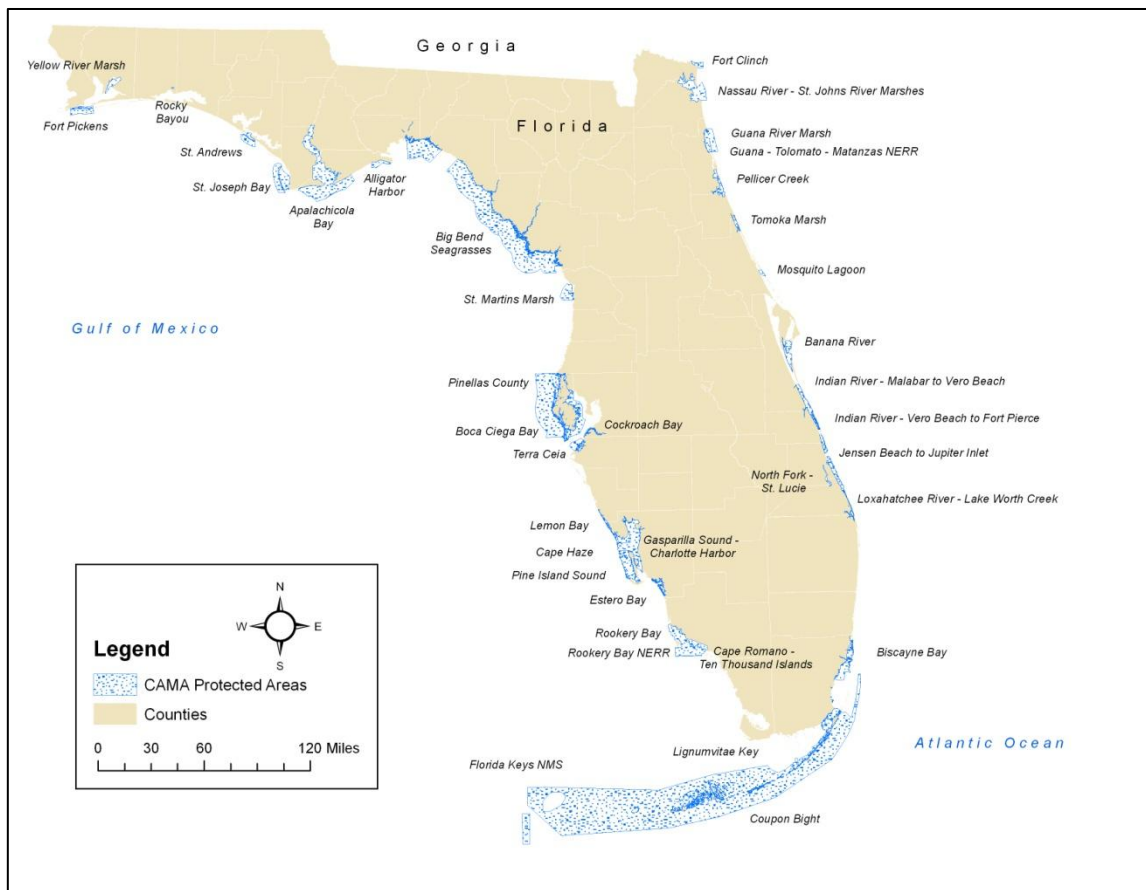 Georgia
Florida
Yellow River Marsh
Fort Pickens
Rocky
Bayou
St. Andrews
St. Joseph Bay
Apalachicola
Bay
Alligator
Harbor
Big Bend
Seagrasses
St. Martins Marsh
Gulf of Mexico
Pinellas County
Boca Ciega Bay
Terra Ceia
Cockroach Bay
Lemon Bay
Cape Haze
Pine Island Sound
Gasparilla Sound -
Charlotte Harbor
Estero Bay
Rookery Bay
Rookery Bay NERR
Cape Romano -
Ten Thousand Islands
Fort Clinch
Nassau River - St. Johns River Marshes
Guana River Marsh
Guana - Tolomato - Matanzas NERR
Pellicer Creek
Tomoka Marsh
Mosquito Lagoon
Banana River
Indian River - Malabar to Vero Beach
Indian River - Vero Beach to Fort Pierce
Jensen Beach to Jupiter Inlet
North Fork -
St. Lucie
Loxahatchee River - Lake Worth Creek
Biscayne Bay
Atlantic Ocean
Lignumvitae Key
Florida Keys NMS
Coupon Bight
N
W E
S
Legend
CAMA Protected Areas
Counties
0 30 60 120 Miles